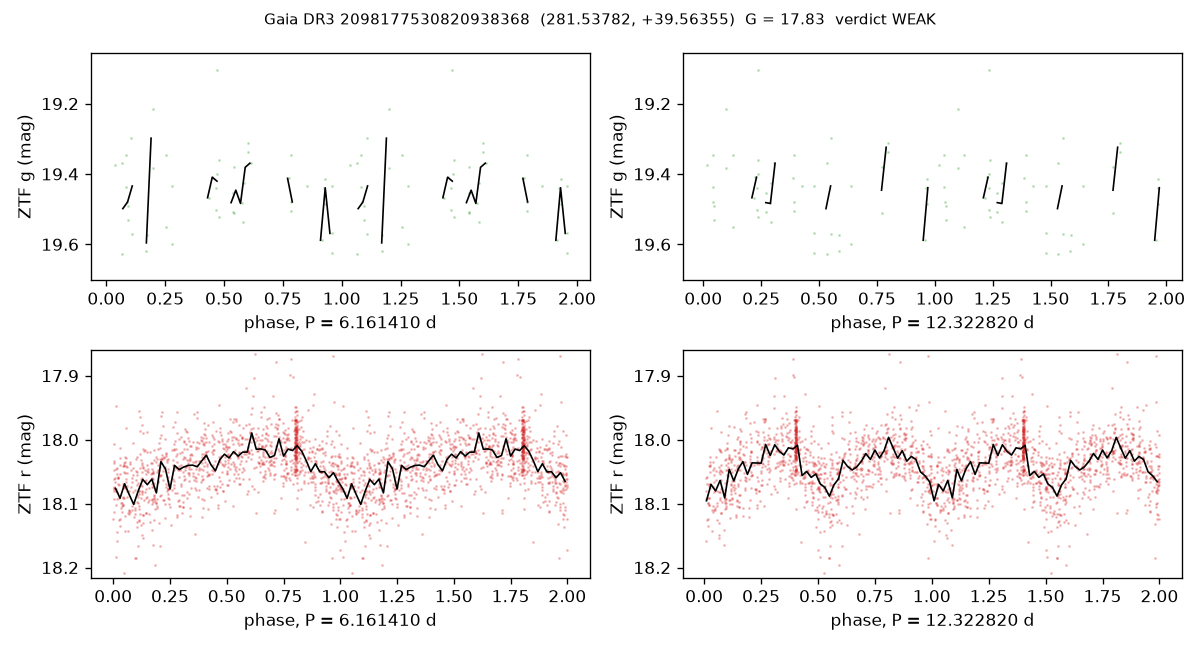 Gaia DR3 2098177530820938368 (281.53782, +39.56355) G = 17.83 verdict WEAK
ZTF g (mag)
19.2
19.4
19.6
0.00 0.25 0.50 0.75 1.00 1.25 1.50 1.75 2.00
phase, P = 6.161410 d
ZTF g (mag)
19.2
19.4
19.6
0.00 0.25 0.50 0.75 1.00 1.25 1.50 1.75 2.00
phase, P = 12.322820 d
ZTF r (mag)
17.9
18.0
18.1
18.2
0.00 0.25 0.50 0.75 1.00 1.25 1.50 1.75 2.00
phase, P = 6.161410 d
ZTF r (mag)
17.9
18.0
18.1
18.2
0.00 0.25 0.50 0.75 1.00 1.25 1.50 1.75 2.00
phase, P = 12.322820 d